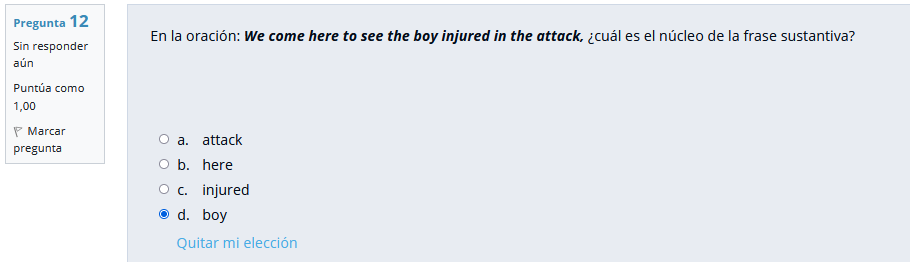 Pregunta 12
Sin responder
aún
Puntúa como
1,00
Marcar
pregunta
En la oración: We come here to see the boy injured in the attack, ¿cuál es el núcleo de la frase sustantiva?
a. attack
b. here
c. injured
d. boy
Quitar mi elección